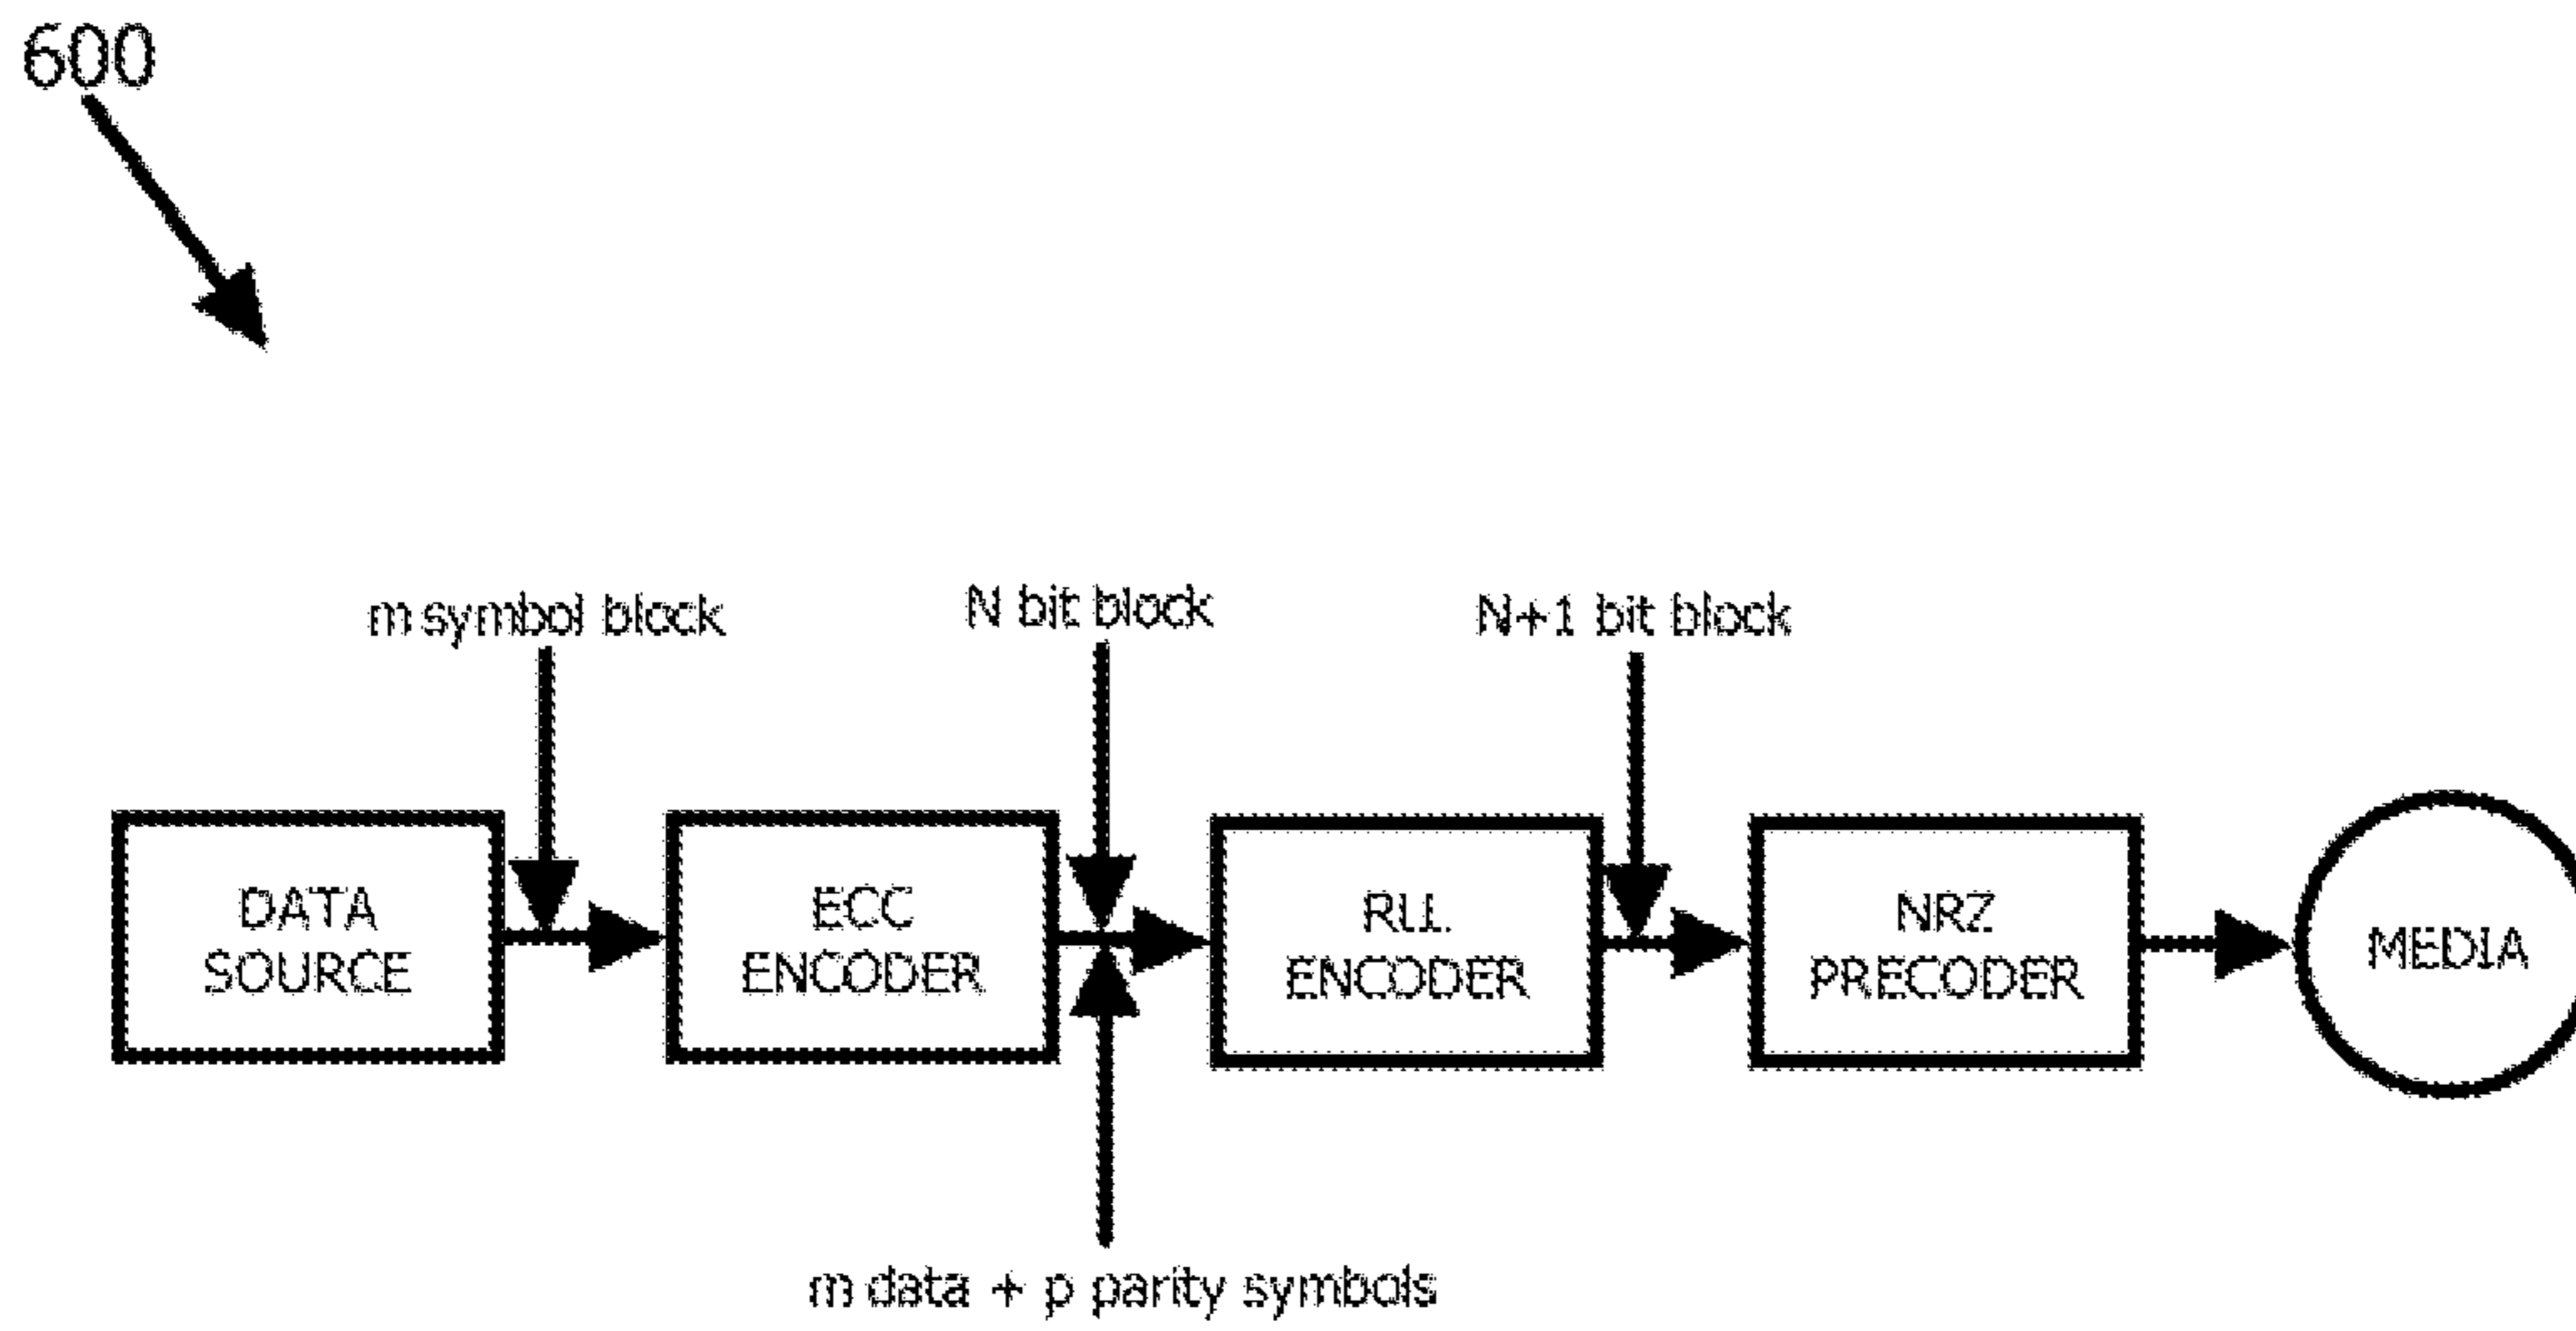 600
m symbol block
N bit block
N+1 bit block
DATA
SOURCE
ECC
ENCODER
RLL
ENCODER
NRZ
PRECODER
MEDIA
m data + p parity symbols